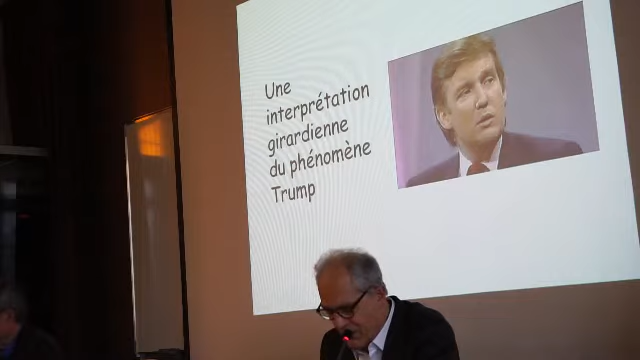 Une
interprétation
girardienne
du phénomène
Trump